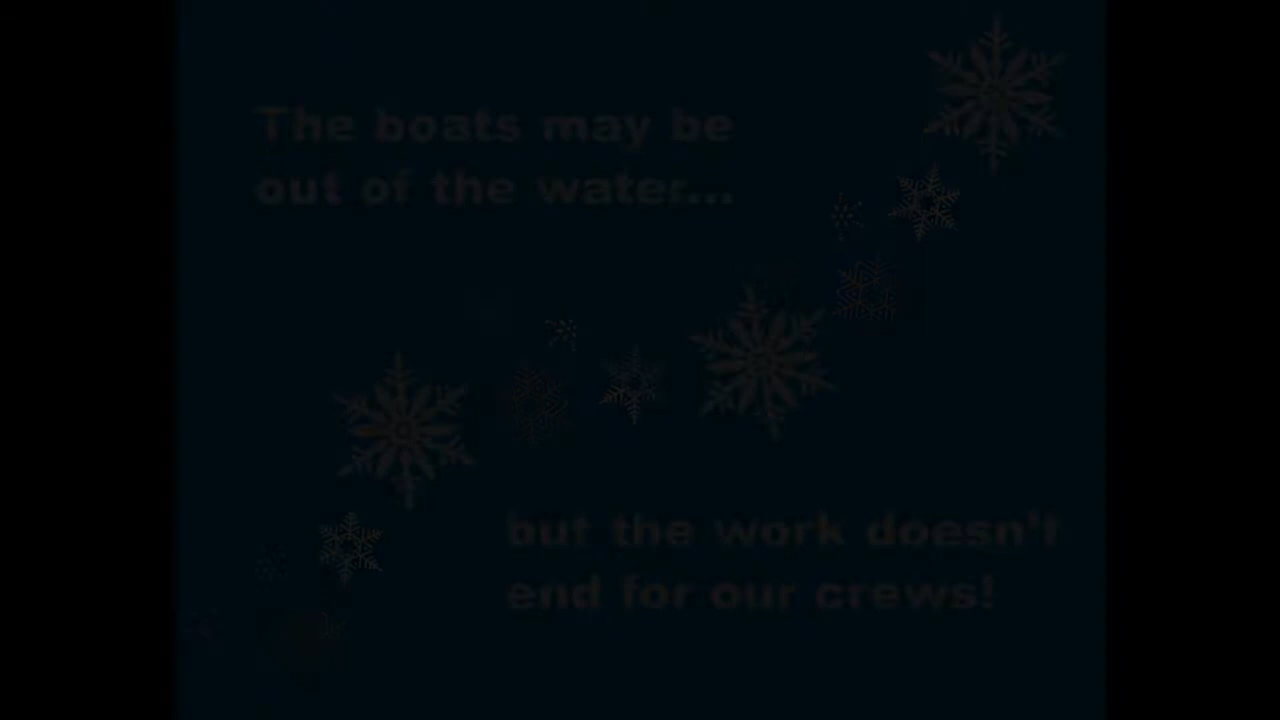 The boats may be
out of the water...
but the work doesn't
end for our crews!